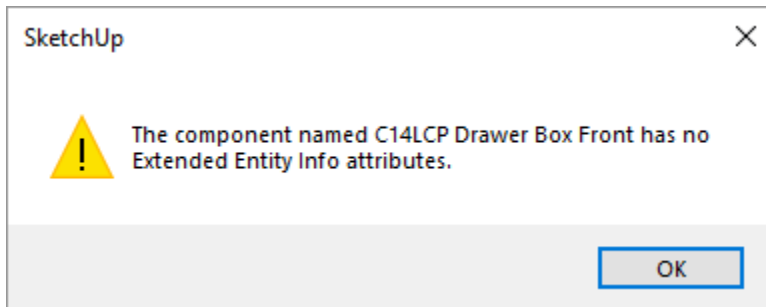 SketchUp
The component named C14LCP Drawer Box Front has no
Extended Entity Info attributes.
OK